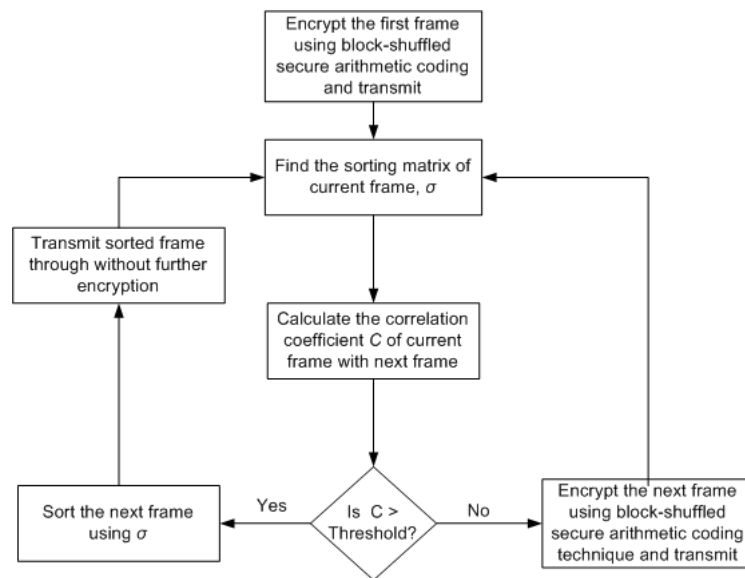 Encrypt the first frame
using block-shuffled
secure arithmetic coding
and transmit
Find the sorting matrix of
current frame, σ
Transmit sorted frame
through without further
encryption
Calculate the correlation
coefficient C of current
frame with next frame
Sort the next frame
using σ
Yes
Is C >
Threshold?
No
Encrypt the next frame
using block-shuffled
secure arithmetic coding
technique and transmit